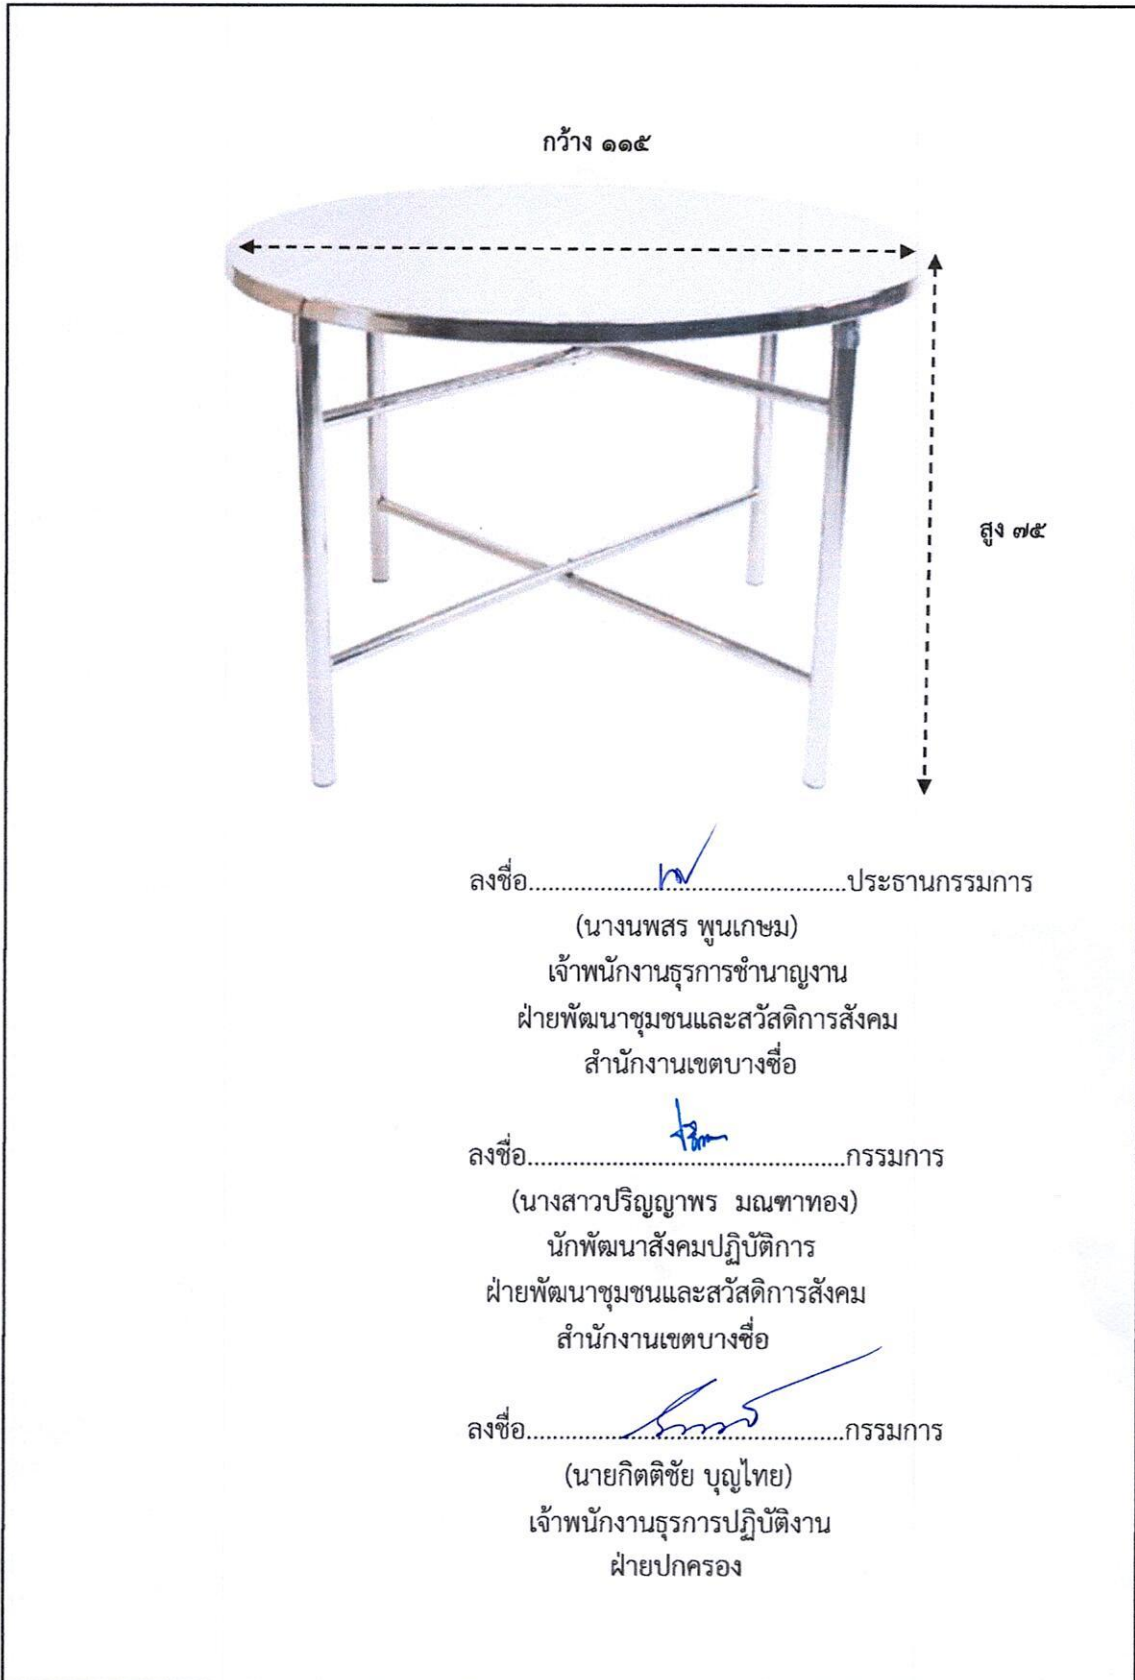 กว้าง ๑๑๕
สูง ๗๕
ลงชื่อ................................................ประธานกรรมการ
(นางนพสร พูนเกษม)
เจ้าพนักงานธุรการชำนาญงาน
ฝ่ายพัฒนาชุมชนและสวัสดิการสังคม
สำนักงานเขตบางซื่อ
ลงชื่อ................................................กรรมการ
(นางสาวปริญญาพร มณฑาทอง)
นักพัฒนาสังคมปฏิบัติการ
ฝ่ายพัฒนาชุมชนและสวัสดิการสังคม
สำนักงานเขตบางซื่อ
ลงชื่อ................................................กรรมการ
(นายกิตติชัย บุญไทย)
เจ้าพนักงานธุรการปฏิบัติงาน
ฝ่ายปกครอง